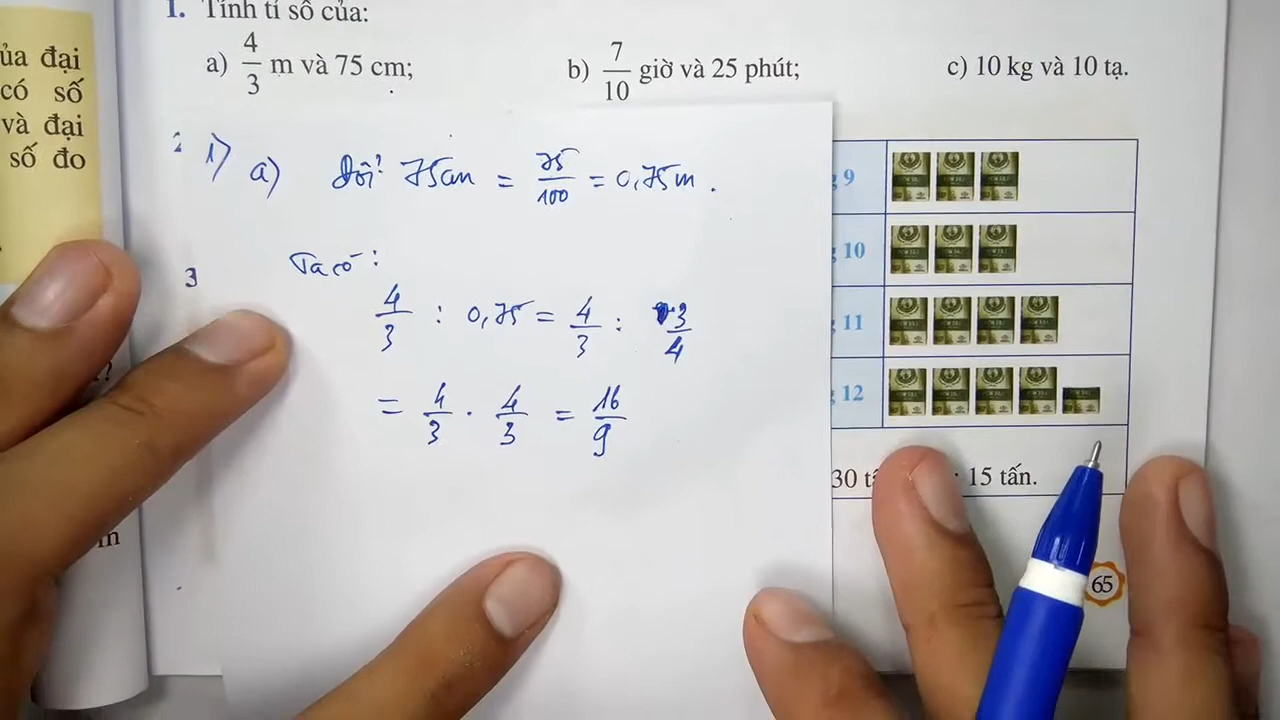 1. Tính tỉ số của:
a) 4/3 m và 75 cm;
b) 7/10 giờ và 25 phút;
c) 10 kg và 10 tạ.
ủa đại
có số
và đại
số đo
1) a) Đổi: 75cm = 75/100 = 0,75m.
Ta có:
4/3 : 0,75 = 4/3 : 3/4
= 4/3 . 4/3 = 16/9
3
g 9
g 10
g 11
g 12
30 : 15 tấn.
65